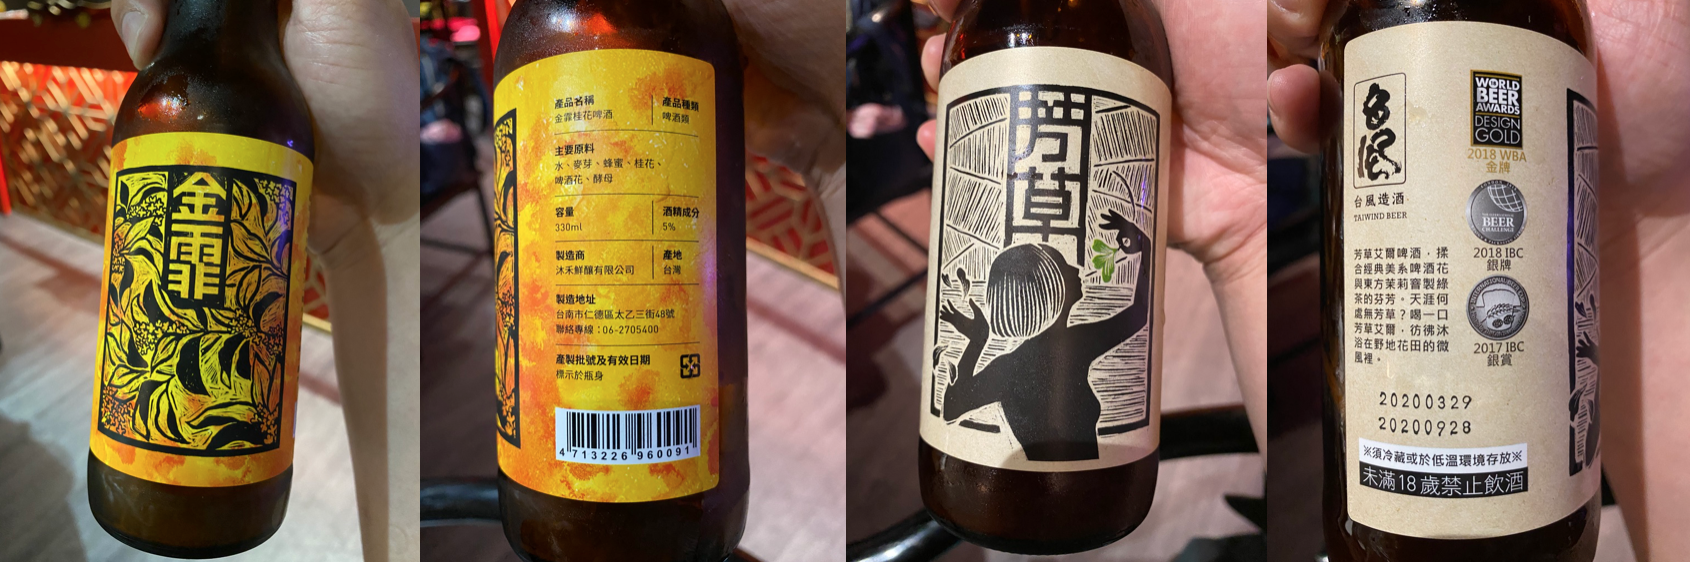 金霏
產品名稱
金霏桂花啤酒
產品種類
啤酒類
主要原料
水、麥芽、蜂蜜、桂花、
啤酒花、酵母
容量
330ml
酒精成分
5%
製造商
沐禾鮮釀有限公司
產地
台灣
製造地址
台南市仁德區太乙三街48號
聯絡專線：06-2705400
產製批號及有效日期
標示於瓶身
4 713226 960091
芳草
台風造酒
TAIWIND BEER
WORLD
BEER
AWARDS
DESIGN
GOLD
2018 WBA
金牌
BEER
CHALLENGE
2018 IBC
銀牌
2017 IBC
銀賞
芳草艾爾啤酒，揉
合經典美系啤酒花
與東方茉莉窨製綠
茶的芬芳。天涯何
處無芳草？喝一口
芳草艾爾，彷彿沐
浴在野地花田的微
風裡。
20200329
20200928
※須冷藏或於低溫環境存放※
未滿18歲禁止飲酒